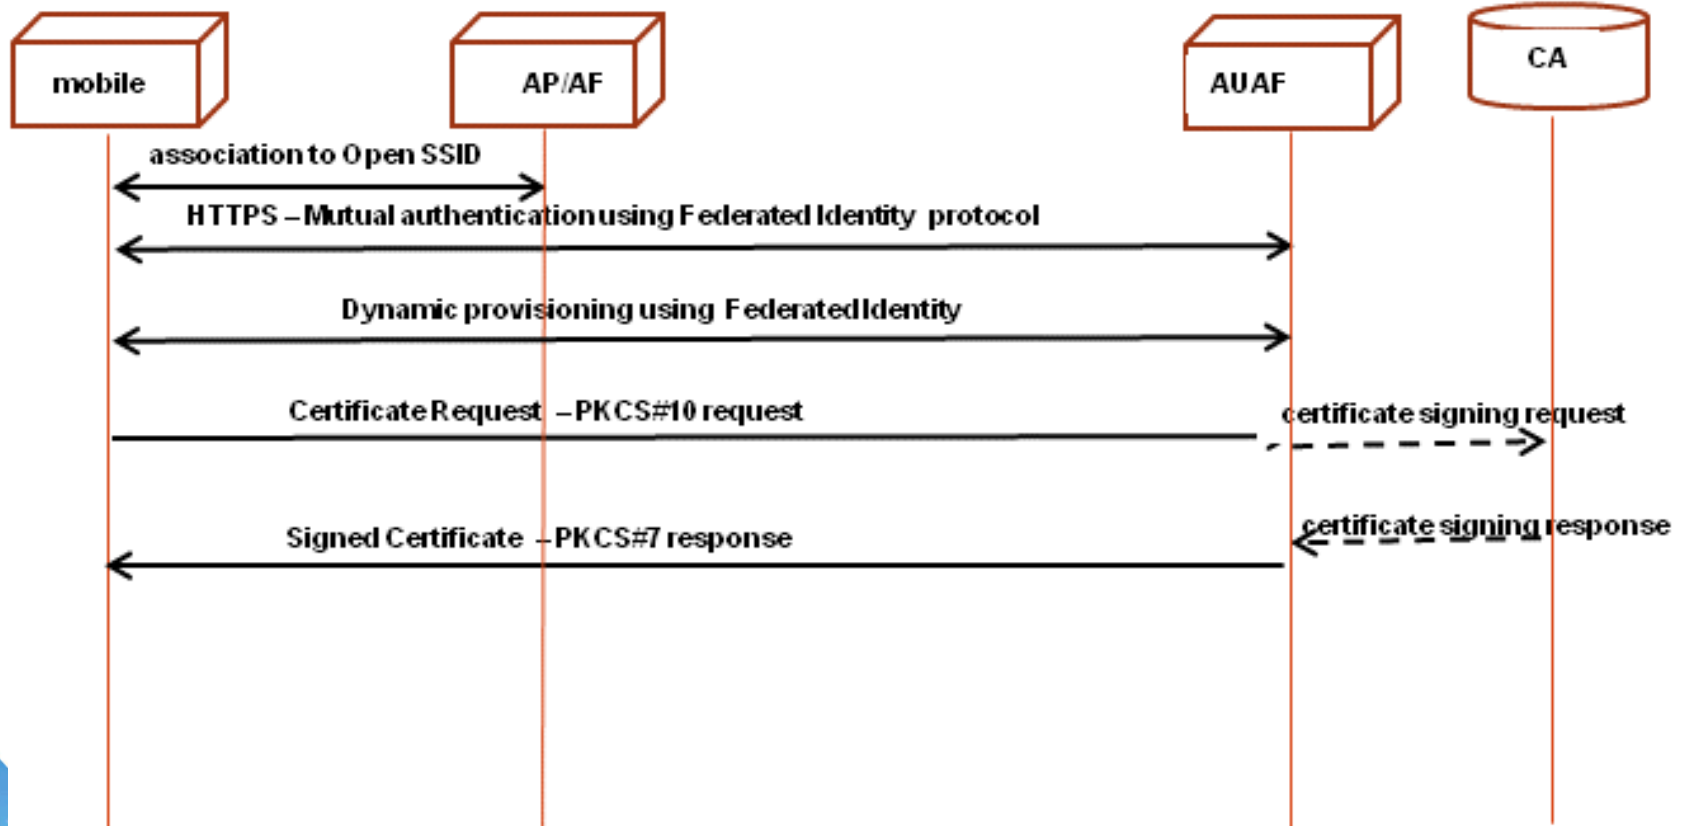 mobile
AP/AF
AUAF
CA
association to Open SSID
HTTPS – Mutual authentication using Federated Identity protocol
Dynamic provisioning using Federated Identity
Certificate Request – PKCS#10 request
certificate signing request
Signed Certificate – PKCS#7 response
certificate signing response